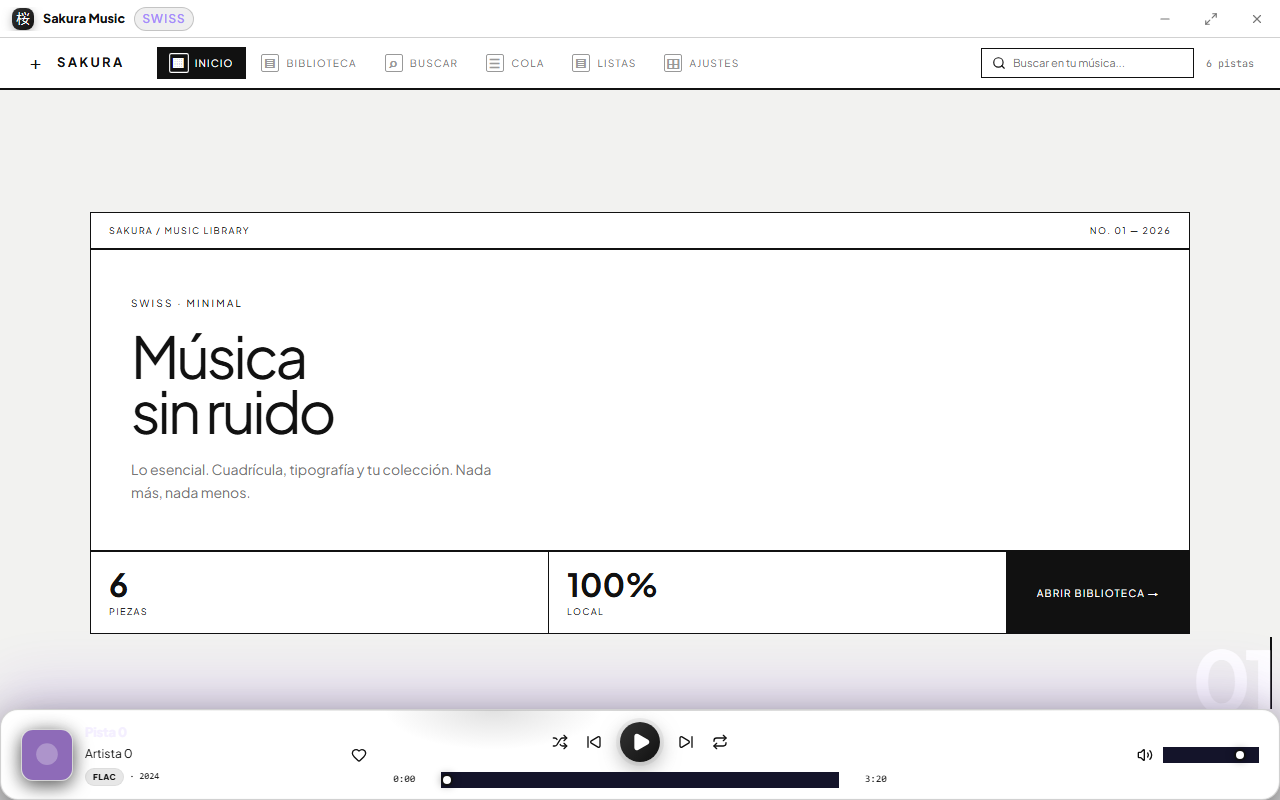 桜 Sakura Music SWISS
+ SAKURA INICIO BIBLIOTECA BUSCAR COLA LISTAS AJUSTES Buscar en tu música... 6 pistas
SAKURA / MUSIC LIBRARY NO. 01 — 2026
SWISS · MINIMAL
Música
sin ruido
Lo esencial. Cuadrícula, tipografía y tu colección. Nada
más, nada menos.
6 100%
PIEZAS LOCAL
ABRIR BIBLIOTECA →
01
Pista 0
Artista 0
FLAC · 2024
0:00 3:20